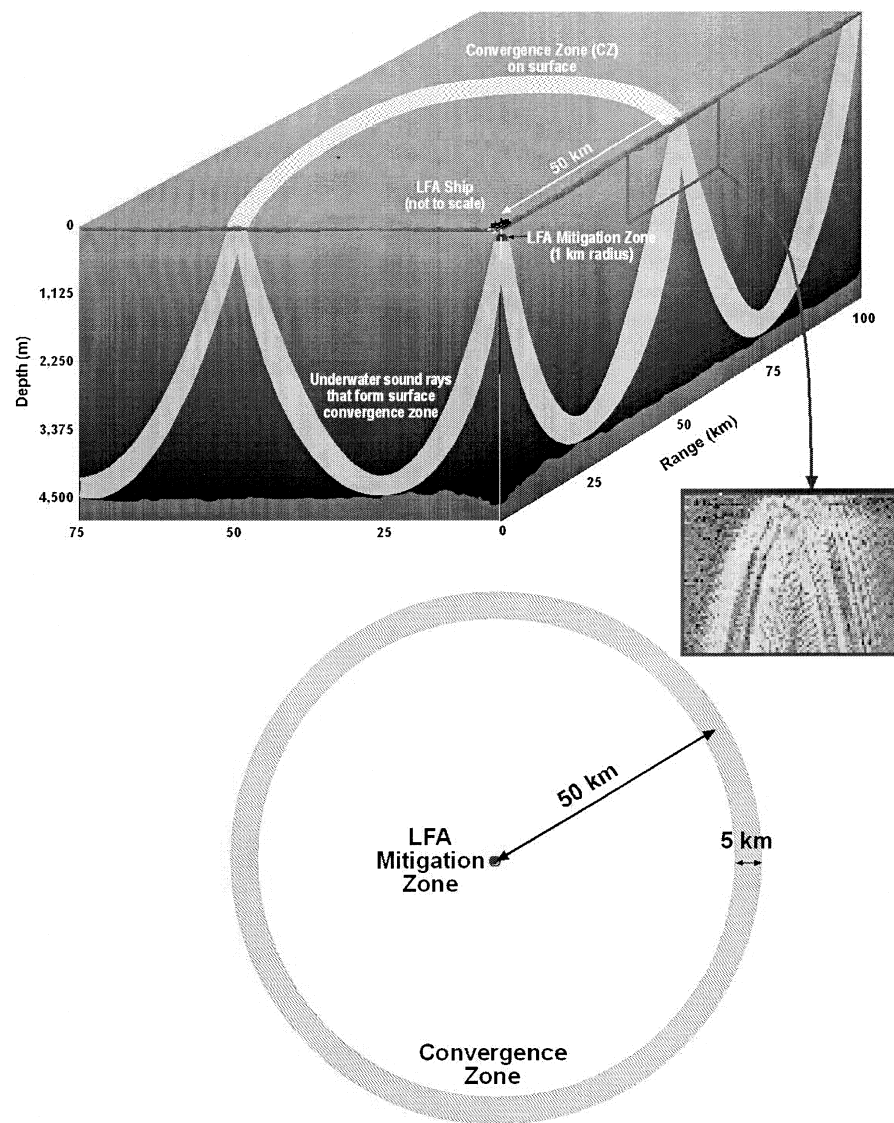 Convergence Zone (CZ)
on surface
50 km
LFA Ship
(not to scale)
LFA Mitigation Zone
(1 km radius)
0
1,125
2,250
3,375
4,500
Depth (m)
Underwater sound rays
that form surface
convergence zone
75
50
25
0
25
50
75
100
Range (km)
50 km
5 km
LFA
Mitigation
Zone
Convergence
Zone